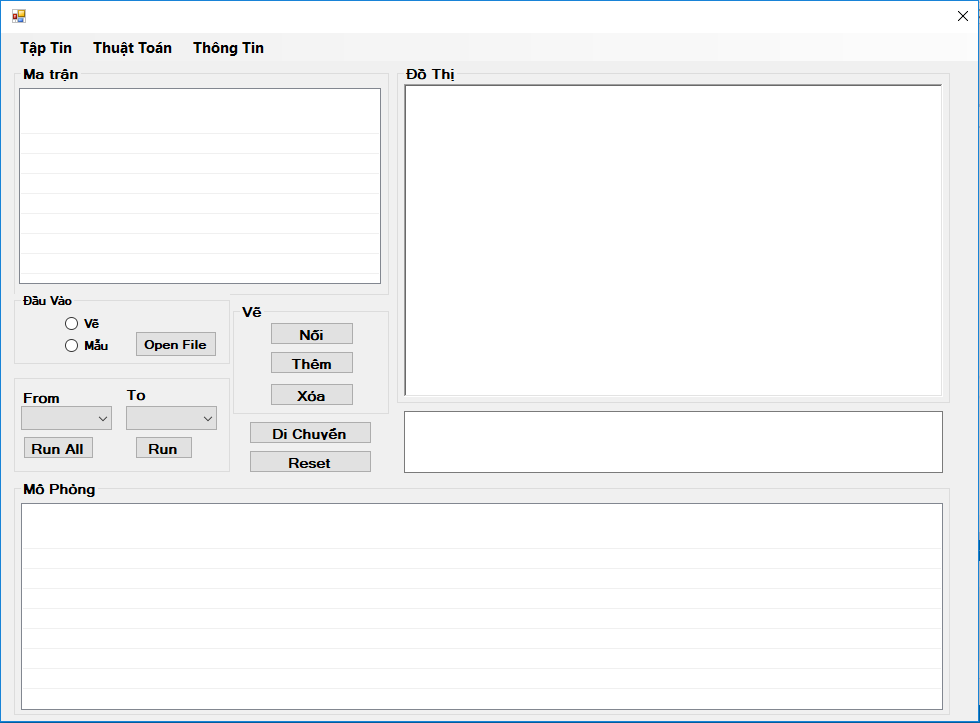 Tập Tin Thuật Toán Thông Tin
Ma trận
Đồ Thị
Đầu Vào
Vẽ
Mẫu
Open File
Vẽ
Nối
Thêm
Xóa
From
To
Run All
Run
Di Chuyển
Reset
Mô Phỏng